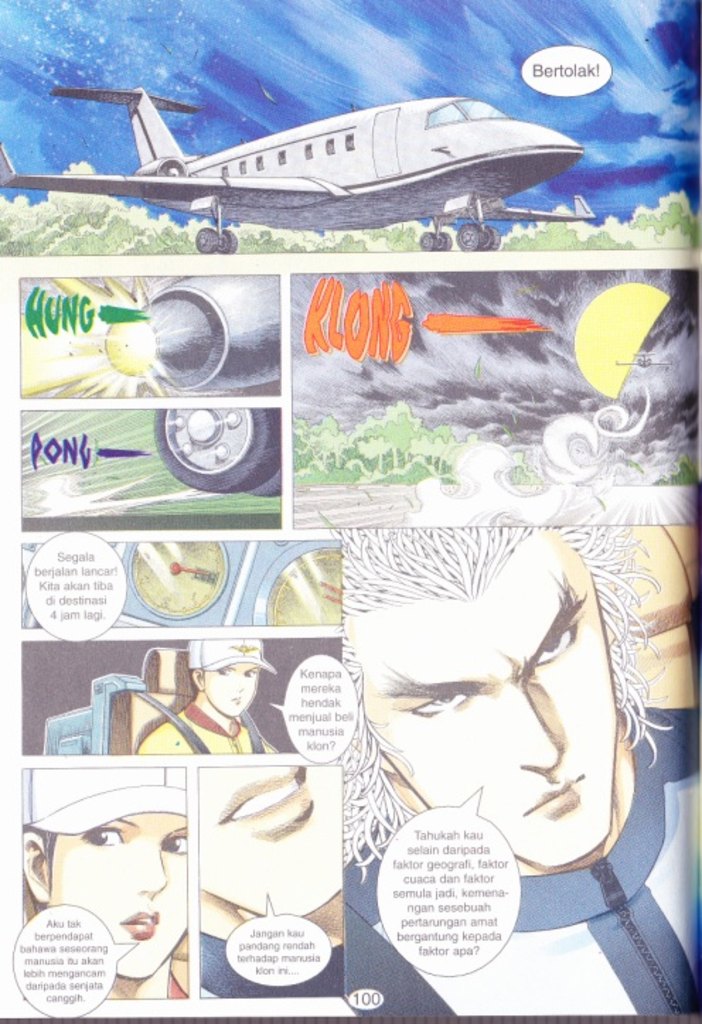 Bertolak!
HUNG
KLONG
PONG
Segala
berjalan lancar!
Kita akan tiba
di destinasi
4 jam lagi.
Kenapa
mereka
hendak
menjual beli
manusia
klon?
Tahukah kau
selain daripada
faktor geografi, faktor
cuaca dan faktor
semula jadi, kemena-
ngan sesebuah
pertarungan amat
bergantung kepada
faktor apa?
Aku tak
berpendapat
bahawa seseorang
manusia itu akan
lebih mengancam
daripada senjata
canggih.
Jangan kau
pandang rendah
terhadap manusia
klon ini....
100